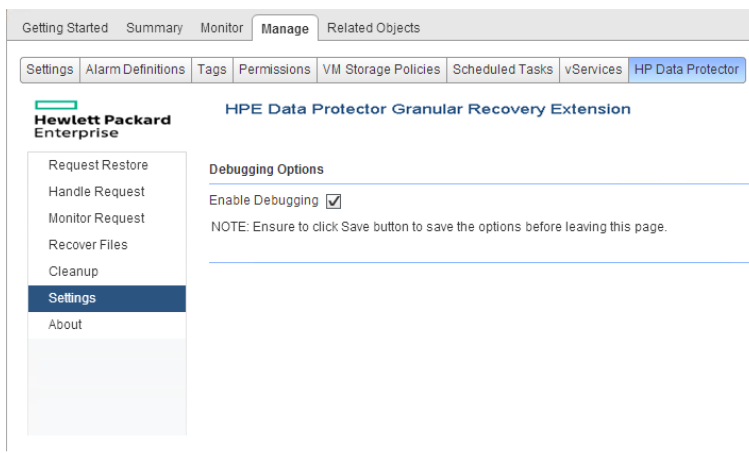 Getting Started Summary Monitor Manage Related Objects
Settings Alarm Definitions Tags Permissions VM Storage Policies Scheduled Tasks vServices HP Data Protector
Hewlett Packard
Enterprise
HPE Data Protector Granular Recovery Extension
Request Restore
Handle Request
Monitor Request
Recover Files
Cleanup
Settings
About
Debugging Options
Enable Debugging
NOTE: Ensure to click Save button to save the options before leaving this page.